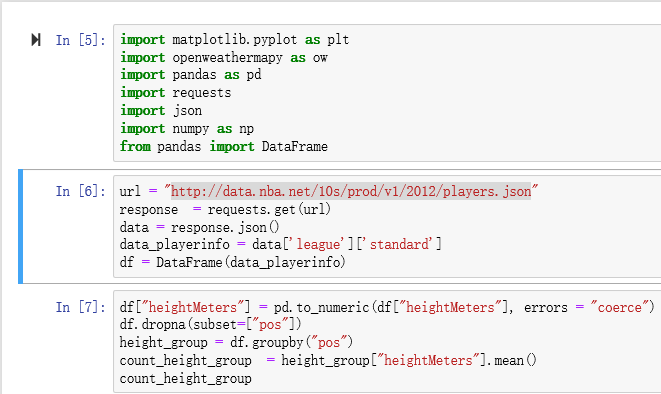 In [5]:
import matplotlib.pyplot as plt
import openweathermapy as ow
import pandas as pd
import requests
import json
import numpy as np
from pandas import DataFrame
In [6]:
url = "http://data.nba.net/10s/prod/v1/2012/players.json"
response  = requests.get(url)
data = response.json()
data_playerinfo = data['league']['standard']
df = DataFrame(data_playerinfo)
In [7]:
df["heightMeters"] = pd.to_numeric(df["heightMeters"], errors = "coerce")
df.dropna(subset=["pos"])
height_group = df.groupby("pos")
count_height_group  = height_group["heightMeters"].mean()
count_height_group